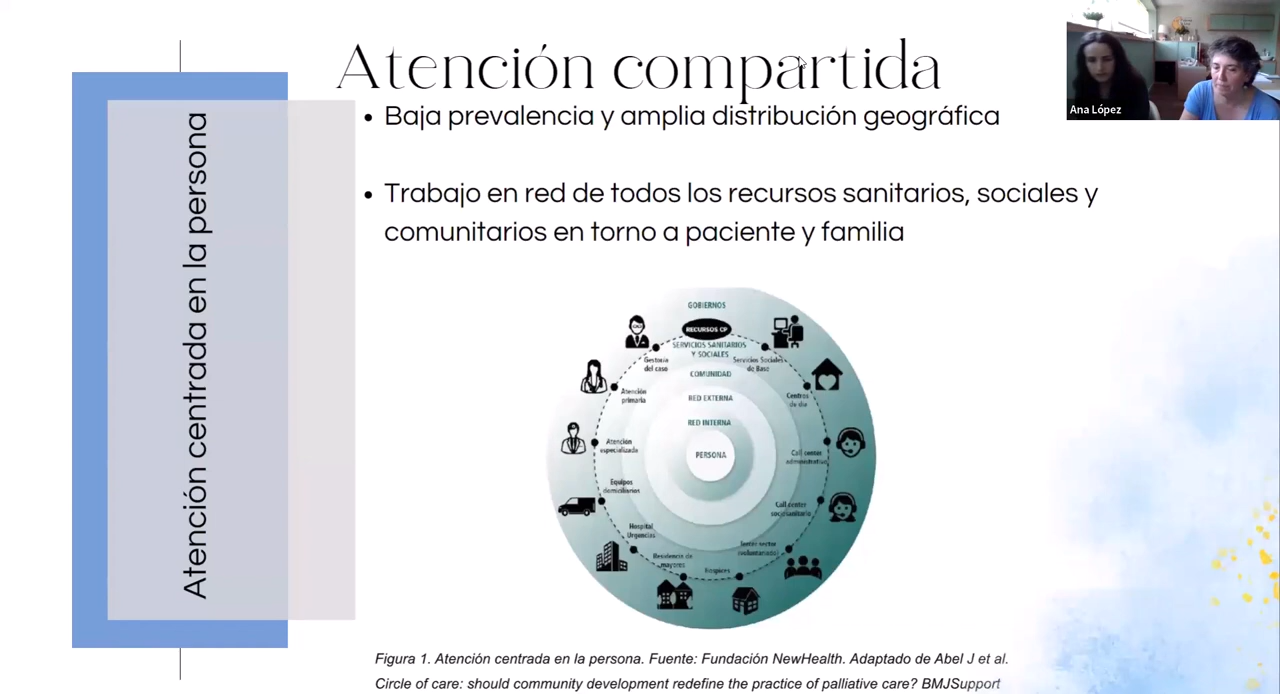 Atención compartida
Ana López
Atención centrada en la persona
• Baja prevalencia y amplia distribución geográfica
• Trabajo en red de todos los recursos sanitarios, sociales y
comunitarios en torno a paciente y familia
GOBIERNOS
RECURSOS CP
SERVICIOS SANITARIOS
Y SOCIALES
Gestoría
del caso
Servicios Sociales
de Base
COMUNIDAD
Atención
primaria
RED EXTERNA
Centros
de día
RED INTERNA
Atención
especializada
PERSONA
Call center
administrativo
Equipos
domiciliarios
Call center
sociosanitario
Hospital
Urgencias
Tercer sector
(voluntariado)
Residencia de
mayores
Hospices
Figura 1. Atención centrada en la persona. Fuente: Fundación NewHealth. Adaptado de Abel J et al.
Circle of care: should community development redefine the practice of palliative care? BMJSupport